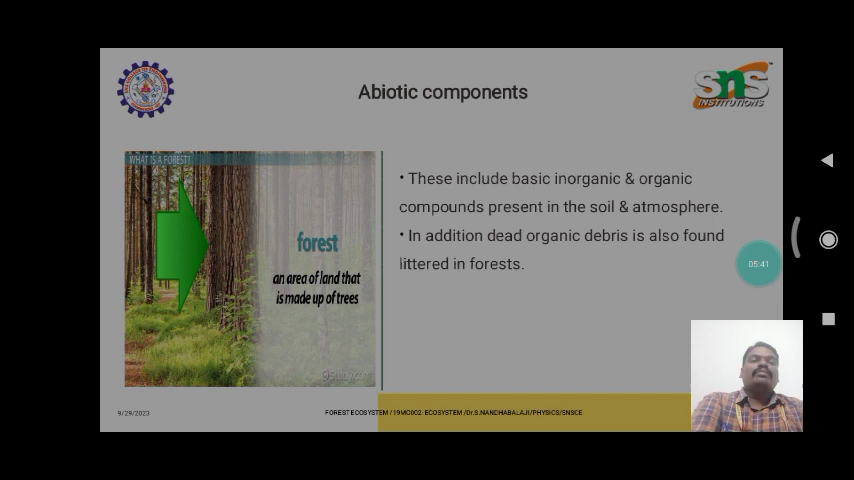 Abiotic components
SNS
INSTITUTIONS
WHAT IS A FOREST?
forest
an area of land that
is made up of trees
• These include basic inorganic & organic
compounds present in the soil & atmosphere.
• In addition dead organic debris is also found
littered in forests.
05:41
9/29/2023
FOREST ECOSYSTEM / 19MC0C2- ECOSYSTEM /Dr.S.NANDHABALAJI/PHYSICS/SNSCE